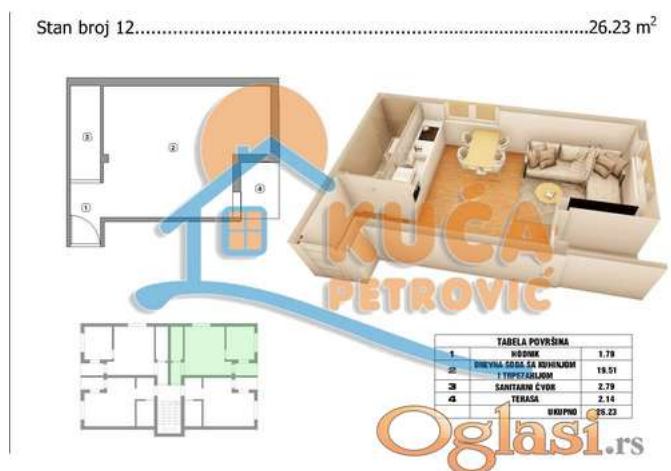 Stan broj 12.......................................................................26.23 m²
3
2
4
1
KUĆA
PETROVIĆ
TABELA POVRŠINA
1 HODNIK 1.79
2 DNEVNA SOBA SA KUHINJOM
I TRPEZARIJOM 19.51
3 SANITARNI ČVOR 2.79
4 TERASA 2.14
UKUPNO 26.23
Oglasi.rs